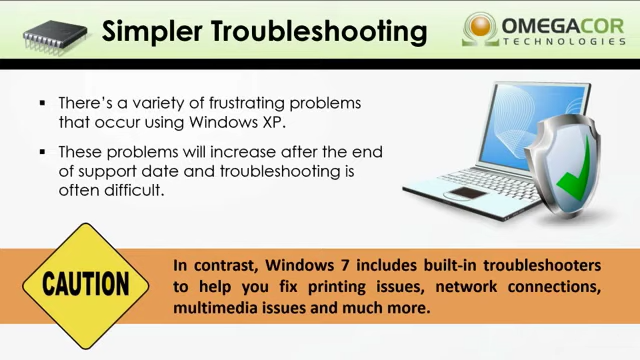 Simpler Troubleshooting
OMEGACOR
TECHNOLOGIES
▪ There's a variety of frustrating problems
that occur using Windows XP.
▪ These problems will increase after the end
of support date and troubleshooting is
often difficult.
CAUTION
In contrast, Windows 7 includes built-in troubleshooters
to help you fix printing issues, network connections,
multimedia issues and much more.